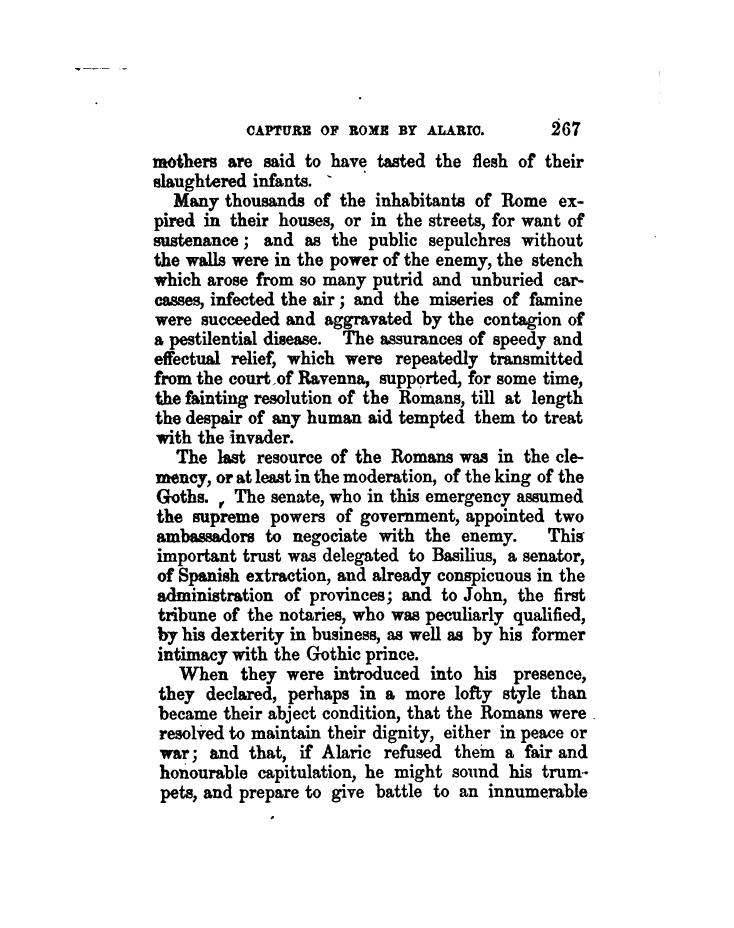 CAPTURE OF ROME BY ALARIC. 267
mothers are said to have tasted the flesh of their
slaughtered infants.
Many thousands of the inhabitants of Rome ex-
pired in their houses, or in the streets, for want of
sustenance; and as the public sepulchres without
the walls were in the power of the enemy, the stench
which arose from so many putrid and unburied car-
casses, infected the air; and the miseries of famine
were succeeded and aggravated by the contagion of
a pestilential disease. The assurances of speedy and
effectual relief, which were repeatedly transmitted
from the court of Ravenna, supported, for some time,
the fainting resolution of the Romans, till at length
the despair of any human aid tempted them to treat
with the invader.
The last resource of the Romans was in the cle-
mency, or at least in the moderation, of the king of the
Goths. The senate, who in this emergency assumed
the supreme powers of government, appointed two
ambassadors to negociate with the enemy. This
important trust was delegated to Basilius, a senator,
of Spanish extraction, and already conspicuous in the
administration of provinces; and to John, the first
tribune of the notaries, who was peculiarly qualified,
by his dexterity in business, as well as by his former
intimacy with the Gothic prince.
When they were introduced into his presence,
they declared, perhaps in a more lofty style than
became their abject condition, that the Romans were
resolved to maintain their dignity, either in peace or
war; and that, if Alaric refused them a fair and
honourable capitulation, he might sound his trum-
pets, and prepare to give battle to an innumerable